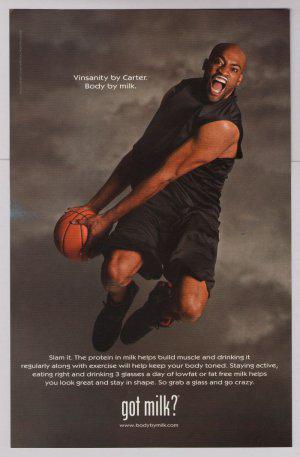 Vinsanity by Carter.
Body by milk.
Slam it. The protein in milk helps build muscle and drinking it
regularly along with exercise will help keep your body toned. Staying active,
eating right and drinking 3 glasses a day of lowfat or fat free milk helps
you look great and stay in shape. So grab a glass and go crazy.
got milk?
www.bodybymilk.com